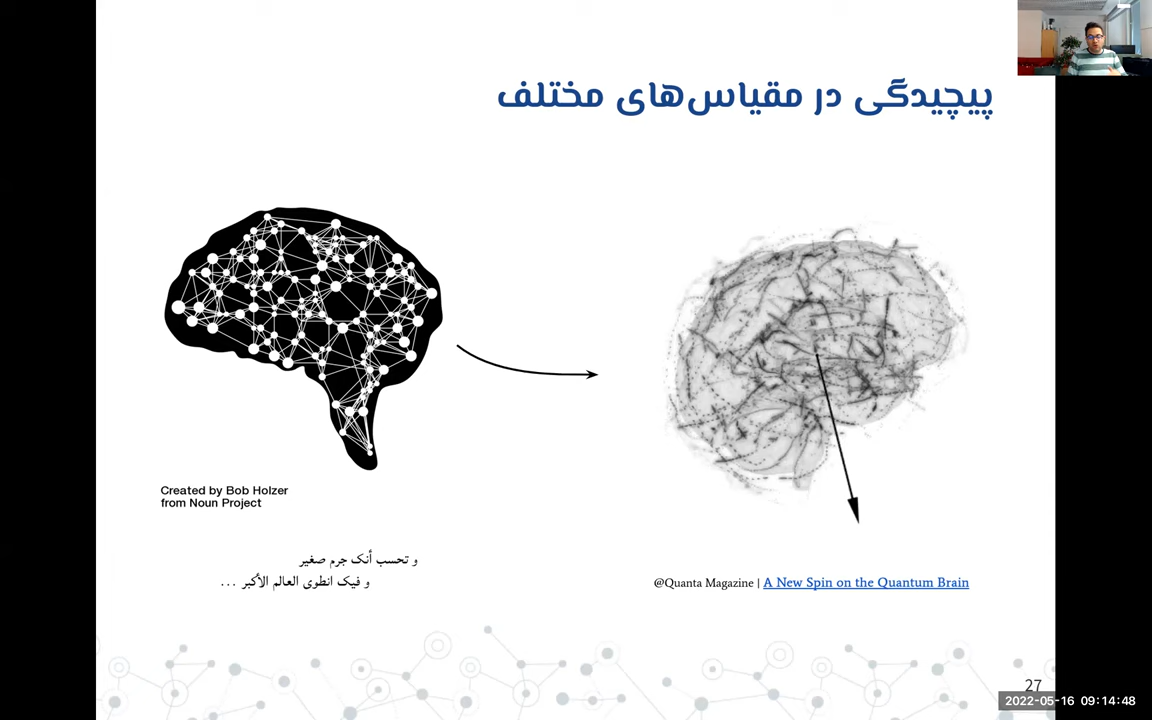 پیچیدگی در مقیاس‌های مختلف
Created by Bob Holzer
from Noun Project
و تحسب أنک جرم صغیر
و فیک انطوی العالم الأکبر ...
@Quanta Magazine | A New Spin on the Quantum Brain
27
2022-05-16 09:14:48